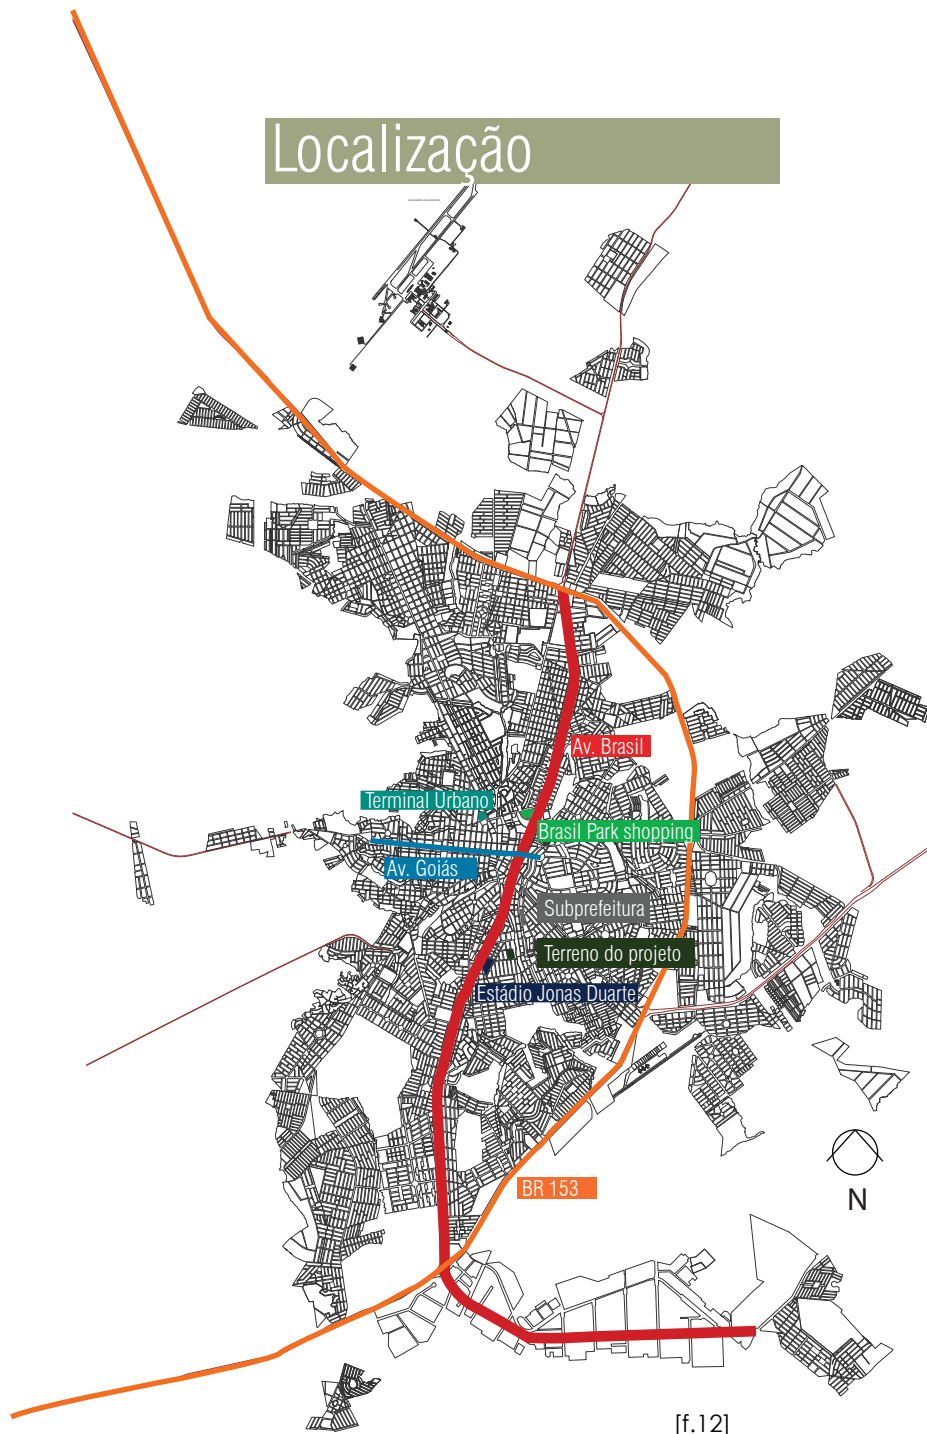 Localização
Av. Brasil
Terminal Urbano
Brasil Park shopping
Av. Goiás
Subprefeitura
Terreno do projeto
Estádio Jonas Duarte
BR 153
N
[f.12]